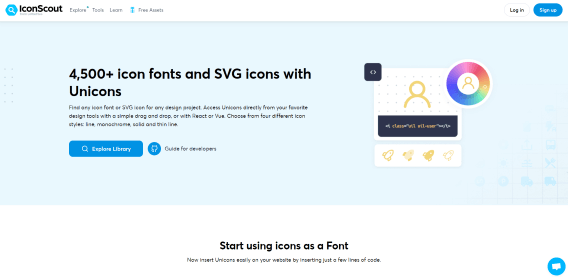 IconScout
Explore
Tools
Learn
Free Assets
Log in
Sign up
4,500+ icon fonts and SVG icons with
Unicons
Find any icon font or SVG icon for any design project. Access Unicons directly from your favorite
design tools with a simple drag and drop, or with React or Vue. Choose from four different icon
styles: line, monochrome, solid and thin line.
Explore Library
Guide for developers
<i class="uil uil-user"></i>
Start using icons as a Font
Now insert Unicons easily on your website by inserting just a few lines of code.